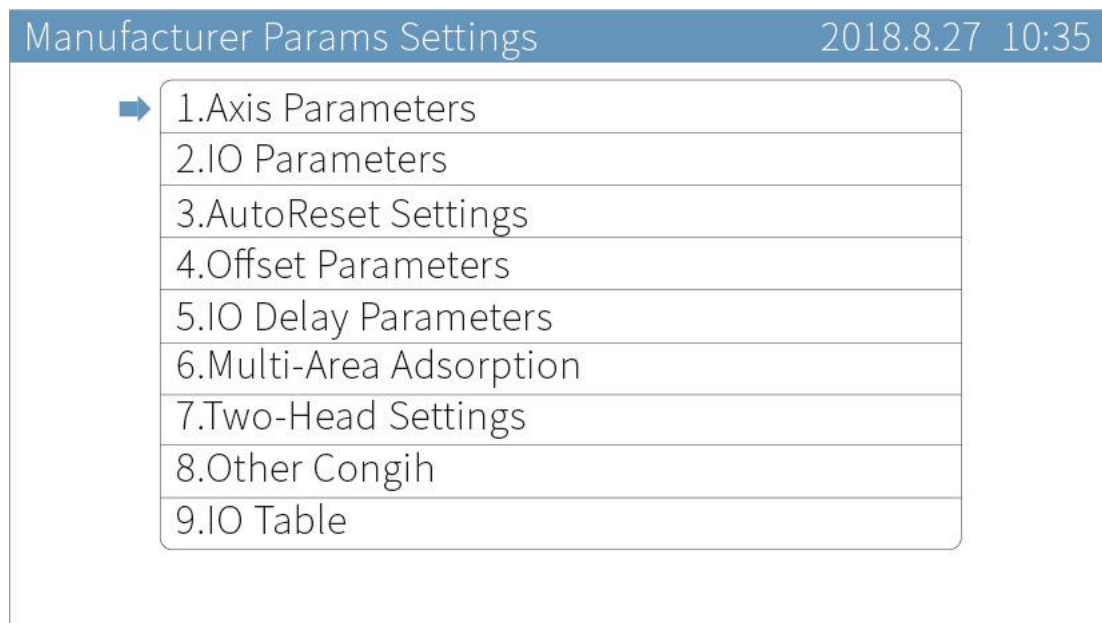 Manufacturer Params Settings 2018.8.27 10:35
1.Axis Parameters
2.IO Parameters
3.AutoReset Settings
4.Offset Parameters
5.IO Delay Parameters
6.Multi-Area Adsorption
7.Two-Head Settings
8.Other Congih
9.IO Table